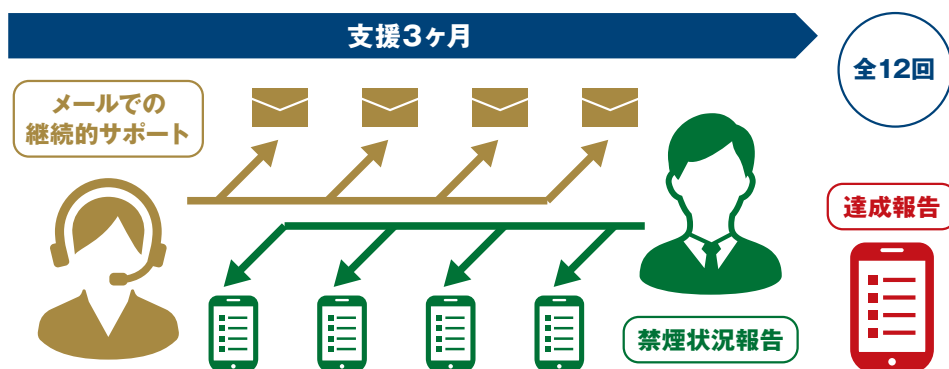 支援3ヶ月
全12回
メールでの
継続的サポート
達成報告
禁煙状況報告